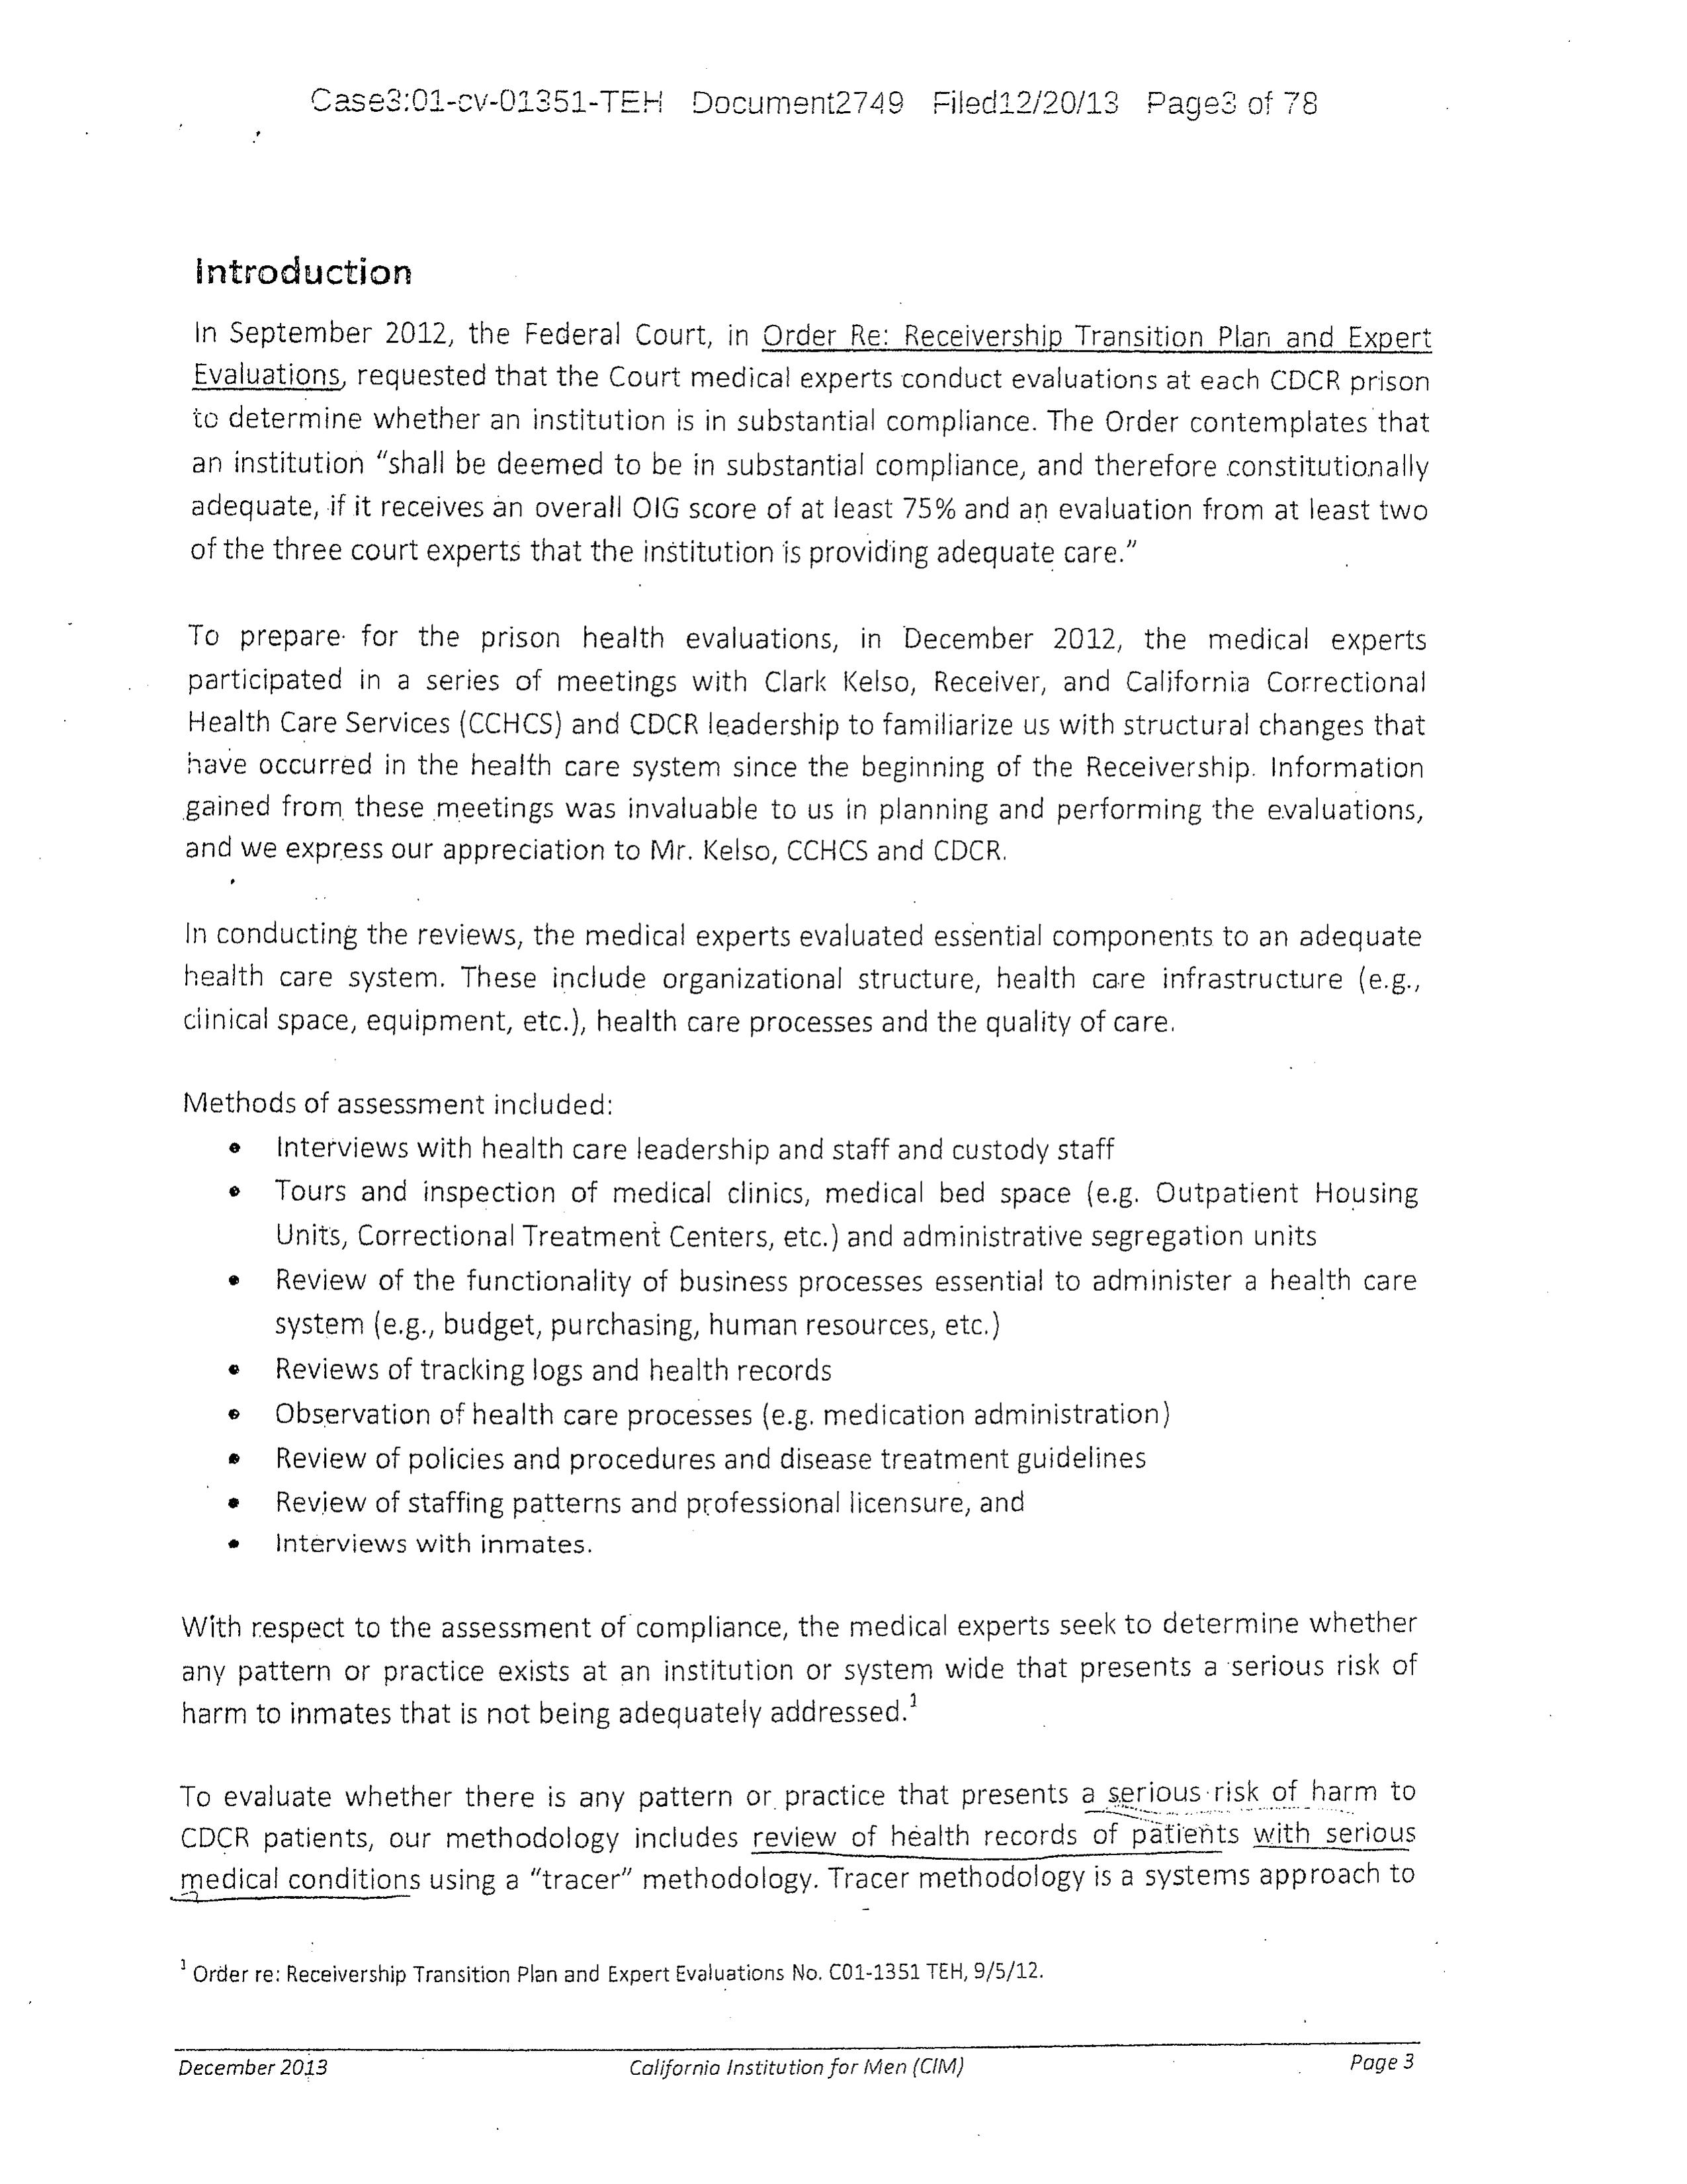 Case3:01-cv-01351-TEH Document2749 Filed12/20/13 Page3 of 78
Introduction
In September 2012, the Federal Court, in Order Re: Receivership Transition Plan and Expert
Evaluations, requested that the Court medical experts conduct evaluations at each CDCR prison
to determine whether an institution is in substantial compliance. The Order contemplates that
an institution "shall be deemed to be in substantial compliance, and therefore constitutionally
adequate, if it receives an overall OIG score of at least 75% and an evaluation from at least two
of the three court experts that the institution is providing adequate care."
To prepare for the prison health evaluations, in December 2012, the medical experts
participated in a series of meetings with Clark Kelso, Receiver, and California Correctional
Health Care Services (CCHCS) and CDCR leadership to familiarize us with structural changes that
have occurred in the health care system since the beginning of the Receivership. Information
gained from these meetings was invaluable to us in planning and performing the evaluations,
and we express our appreciation to Mr. Kelso, CCHCS and CDCR.
In conducting the reviews, the medical experts evaluated essential components to an adequate
health care system. These include organizational structure, health care infrastructure (e.g.,
clinical space, equipment, etc.), health care processes and the quality of care.
Methods of assessment included:
• Interviews with health care leadership and staff and custody staff
• Tours and inspection of medical clinics, medical bed space (e.g. Outpatient Housing
Units, Correctional Treatment Centers, etc.) and administrative segregation units
• Review of the functionality of business processes essential to administer a health care
system (e.g., budget, purchasing, human resources, etc.)
• Reviews of tracking logs and health records
• Observation of health care processes (e.g. medication administration)
• Review of policies and procedures and disease treatment guidelines
• Review of staffing patterns and professional licensure, and
• Interviews with inmates.
With respect to the assessment of compliance, the medical experts seek to determine whether
any pattern or practice exists at an institution or system wide that presents a serious risk of
harm to inmates that is not being adequately addressed.¹
To evaluate whether there is any pattern or practice that presents a serious risk of harm to
CDCR patients, our methodology includes review of health records of patients with serious
medical conditions using a "tracer" methodology. Tracer methodology is a systems approach to
¹ Order re: Receivership Transition Plan and Expert Evaluations No. C01-1351 TEH, 9/5/12.
December 2013 California Institution for Men (CIM) Page 3